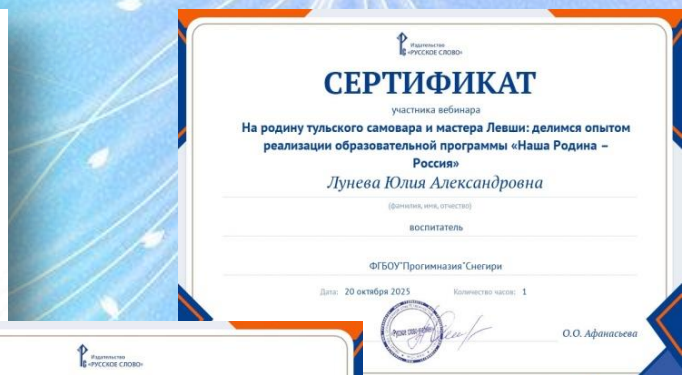 Издательство
«РУССКОЕ СЛОВО»
СЕРТИФИКАТ
участника вебинара
На родину тульского самовара и мастера Левши: делимся опытом
реализации образовательной программы «Наша Родина –
Россия»
Лунева Юлия Александровна
(фамилия, имя, отчество)
воспитатель
ФГБОУ"Прогимназия"Снегири
Дата: 20 октября 2025 Количество часов: 1
О.О. Афанасьева
Издательство
«РУССКОЕ СЛОВО»